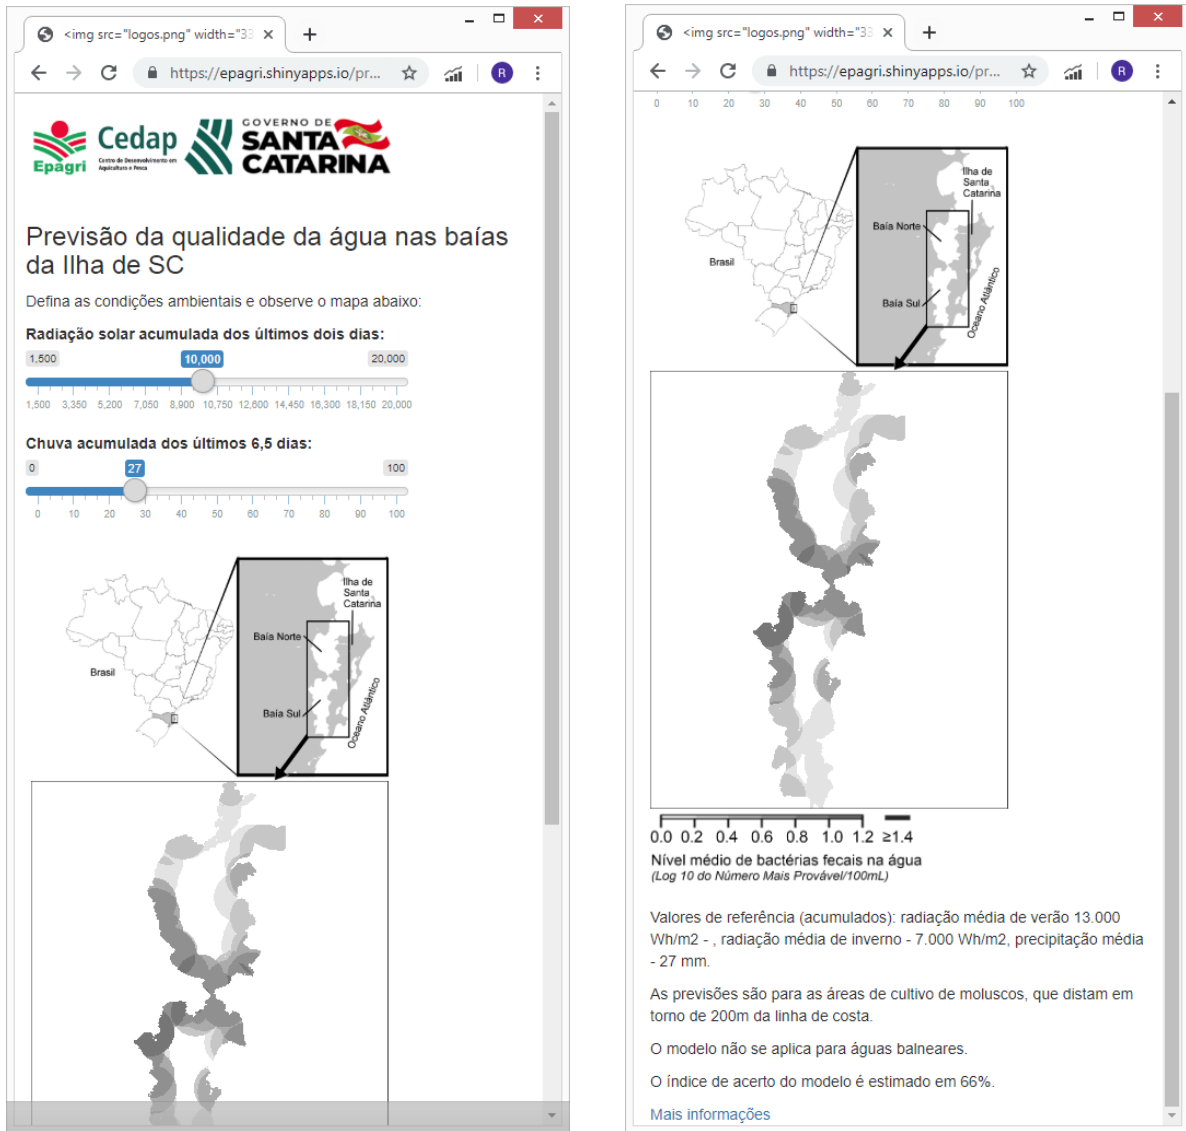 <img src="logos.png" width="33
https://epagri.shinyapps.io/pr...
R
Epagri
Cedap
Centro de Desenvolvimento em
Aquicultura e Pesca
GOVERNO DE
SANTA
CATARINA
Previsão da qualidade da água nas baías
da Ilha de SC
Defina as condições ambientais e observe o mapa abaixo:
Radiação solar acumulada dos últimos dois dias:
1,500 10,000 20,000
1,500 3,350 5,200 7,050 8,900 10,750 12,600 14,450 16,300 18,150 20,000
Chuva acumulada dos últimos 6,5 dias:
0 27 100
0 10 20 30 40 50 60 70 80 90 100
Ilha de
Santa
Catarina
Baía Norte
Brasil
Baía Sul
Oceano Atlântico
<img src="logos.png" width="33
https://epagri.shinyapps.io/pr...
R
0 10 20 30 40 50 60 70 80 90 100
Ilha de
Santa
Catarina
Baía Norte
Brasil
Baía Sul
Oceano Atlântico
0.0 0.2 0.4 0.6 0.8 1.0 1.2 ≥1.4
Nível médio de bactérias fecais na água
(Log 10 do Número Mais Provável/100mL)
Valores de referência (acumulados): radiação média de verão 13.000
Wh/m2 - , radiação média de inverno - 7.000 Wh/m2, precipitação média
- 27 mm.
As previsões são para as áreas de cultivo de moluscos, que distam em
torno de 200m da linha de costa.
O modelo não se aplica para águas balneares.
O índice de acerto do modelo é estimado em 66%.
Mais informações